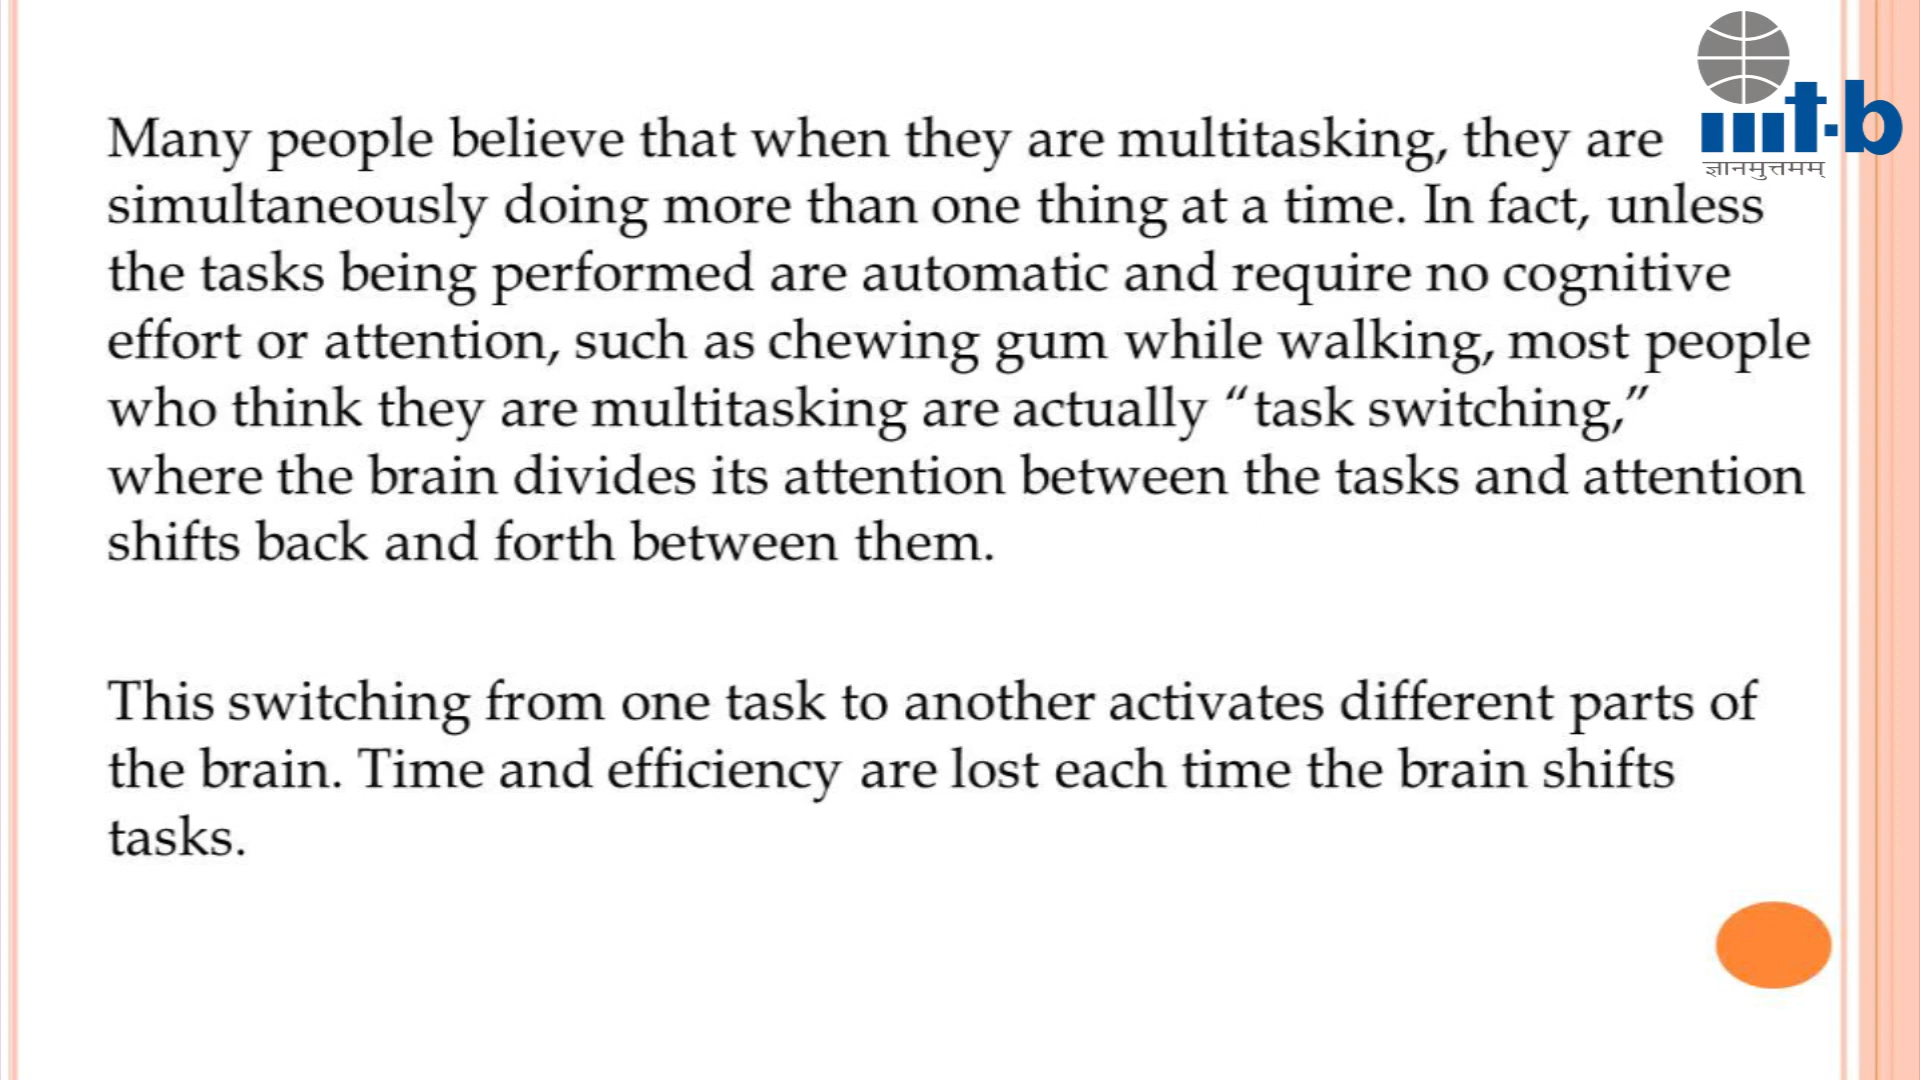 iiit-b
ज्ञानमुत्तमम्
Many people believe that when they are multitasking, they are
simultaneously doing more than one thing at a time. In fact, unless
the tasks being performed are automatic and require no cognitive
effort or attention, such as chewing gum while walking, most people
who think they are multitasking are actually “task switching,”
where the brain divides its attention between the tasks and attention
shifts back and forth between them.
This switching from one task to another activates different parts of
the brain. Time and efficiency are lost each time the brain shifts
tasks.